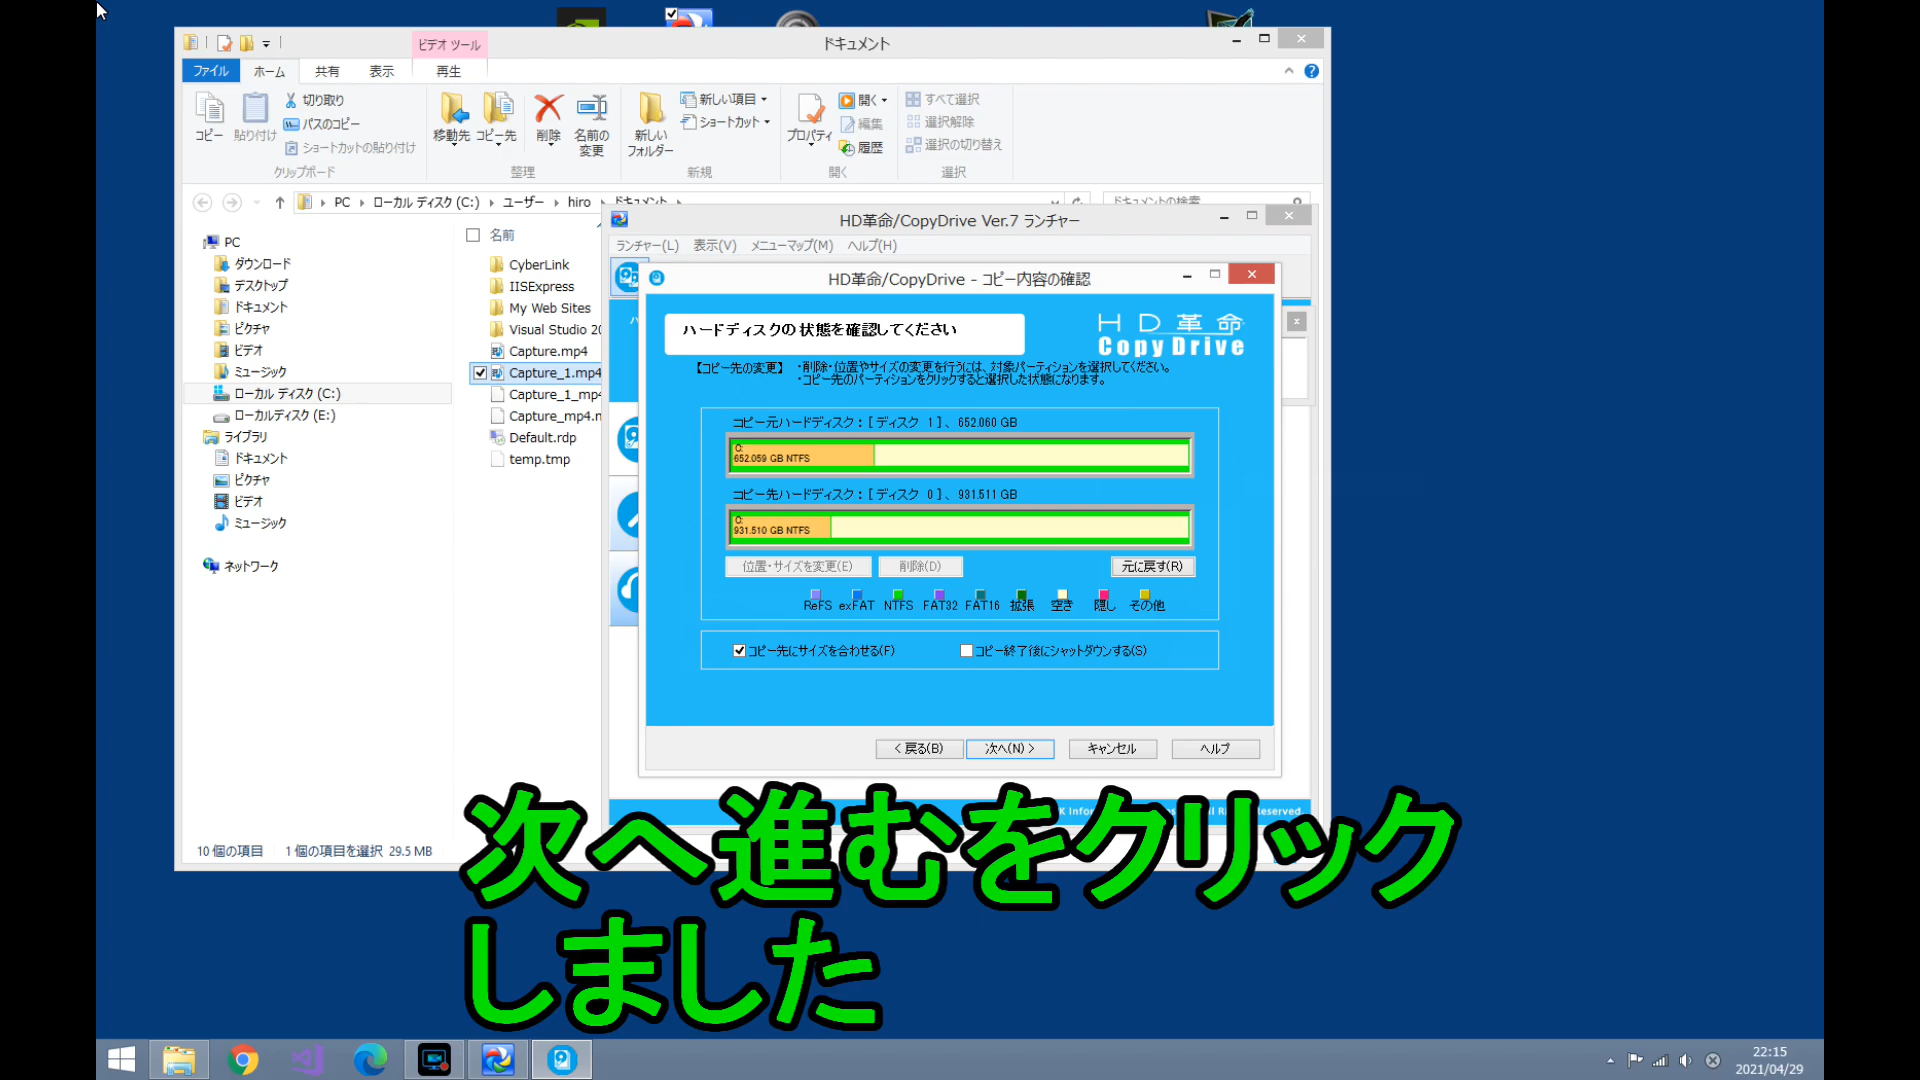 ビデオ ツール
ドキュメント
ファイル
ホーム
共有
表示
再生
コピー
貼り付け
切り取り
パスのコピー
ショートカットの貼り付け
クリップボード
移動先
コピー先
削除
名前の
変更
整理
新しい
フォルダー
新しい項目
ショートカット
新規
プロパティ
開く
編集
履歴
開く
すべて選択
選択解除
選択の切り替え
選択
PC
ローカル ディスク (C:)
ユーザー
hiro
ドキュメント
ドキュメントの検索
PC
ダウンロード
デスクトップ
ドキュメント
ピクチャ
ビデオ
ミュージック
ローカル ディスク (C:)
ローカルディスク (E:)
ライブラリ
ドキュメント
ピクチャ
ビデオ
ミュージック
ネットワーク
名前
CyberLink
IISExpress
My Web Sites
Visual Studio 20
Capture.mp4
Capture_1.mp4
Capture_1_mp4
Capture_mp4.n
Default.rdp
temp.tmp
10 個の項目
1 個の項目を選択 29.5 MB
HD革命/CopyDrive Ver.7 ランチャー
ランチャー(L)
表示(V)
メニューマップ(M)
ヘルプ(H)
HD革命/CopyDrive - コピー内容の確認
ハードディスクの状態を確認してください
HD革命
Copy Drive
【コピー先の変更】 ・削除・位置やサイズの変更を行うには、対象パーティションを選択してください。
・コピー先のパーティションをクリックすると選択した状態になります。
コピー元ハードディスク：[ ディスク 1 ]、652.060 GB
C:
652.059 GB NTFS
コピー先ハードディスク：[ ディスク 0 ]、931.511 GB
C:
931.510 GB NTFS
位置・サイズを変更(E)
削除(D)
元に戻す(R)
ReFS exFAT NTFS FAT32 FAT16 拡張 空き 隠し その他
コピー先にサイズを合わせる(F)
コピー終了後にシャットダウンする(S)
< 戻る(B)
次へ(N) >
キャンセル
ヘルプ
Reserved.
次へ進むをクリック
しました
22:15
2021/04/29